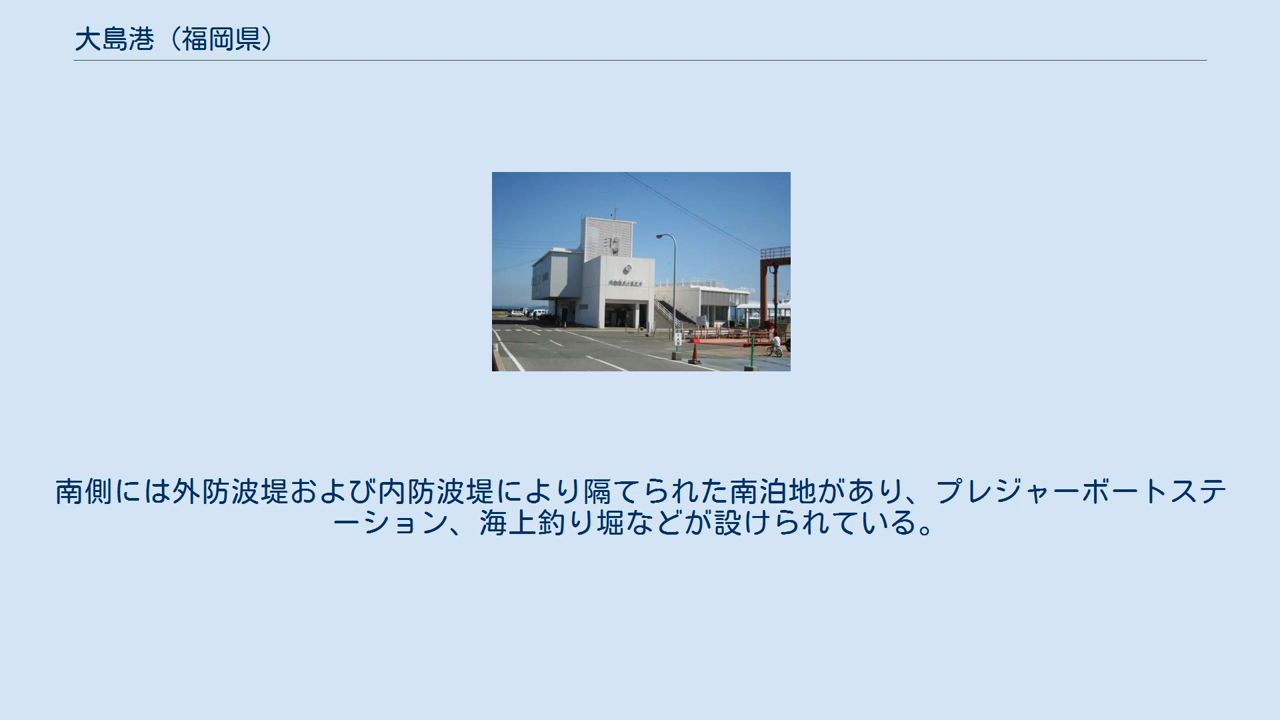 大島港（福岡県）
南側には外防波堤および内防波堤により隔てられた南泊地があり、プレジャーボートステ
ーション、海上釣り堀などが設けられている。